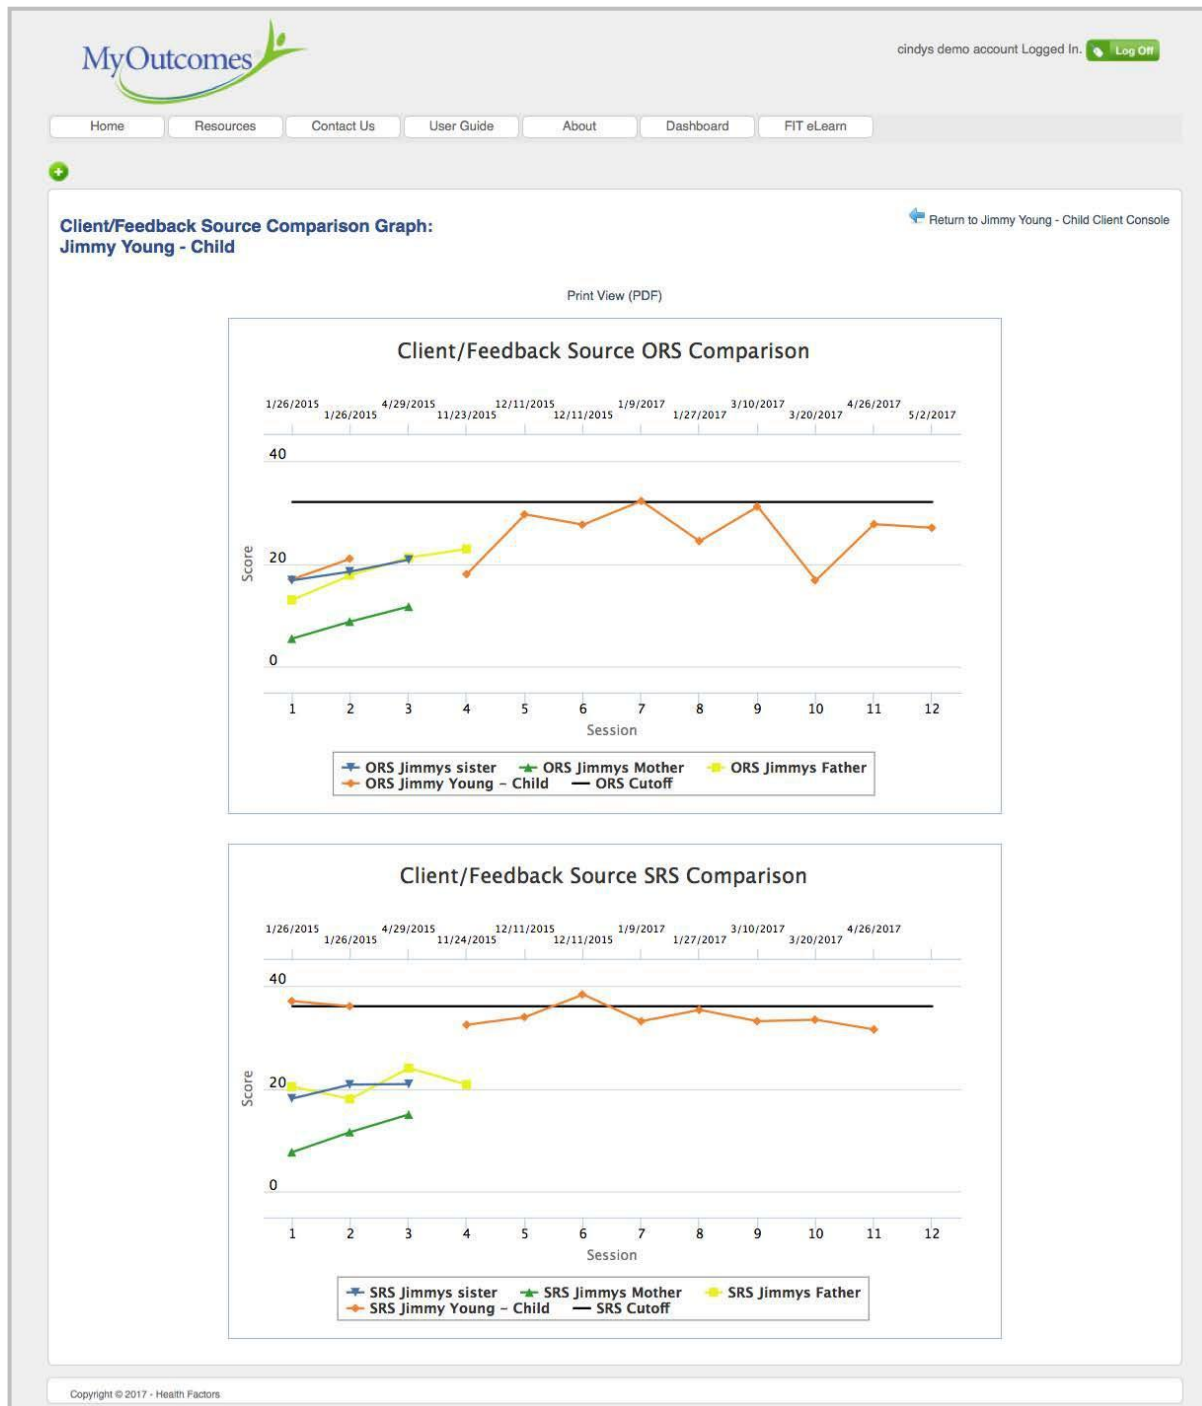 MyOutcomes
cindys demo account Logged In. Log Off
Home Resources Contact Us User Guide About Dashboard FIT eLearn
Client/Feedback Source Comparison Graph:
Jimmy Young - Child
Return to Jimmy Young - Child Client Console
Print View (PDF)
Client/Feedback Source ORS Comparison
1/26/2015 4/29/2015 12/11/2015 1/9/2017 3/10/2017 4/26/2017
1/26/2015 11/23/2015 12/11/2015 1/27/2017 3/20/2017 5/2/2017
40
20
0
Score
1 2 3 4 5 6 7 8 9 10 11 12
Session
ORS Jimmys sister ORS Jimmys Mother ORS Jimmys Father
ORS Jimmy Young – Child ORS Cutoff
Client/Feedback Source SRS Comparison
1/26/2015 4/29/2015 12/11/2015 1/9/2017 3/10/2017 4/26/2017
1/26/2015 11/24/2015 12/11/2015 1/27/2017 3/20/2017
40
20
0
Score
1 2 3 4 5 6 7 8 9 10 11 12
Session
SRS Jimmys sister SRS Jimmys Mother SRS Jimmys Father
SRS Jimmy Young – Child SRS Cutoff
Copyright © 2017 - Health Factors